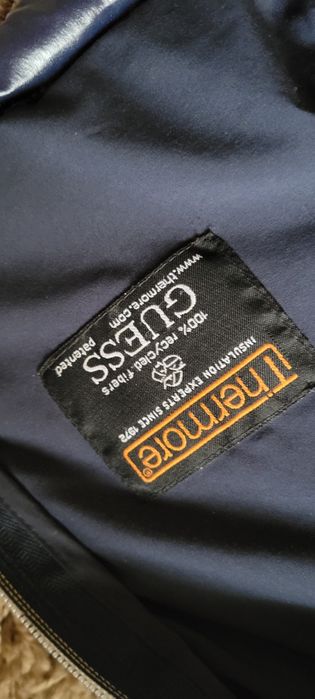 Thermore®
INSULATION EXPERTS SINCE 1972
GUESS
100% recycled fibers
patented
www.thermore.com